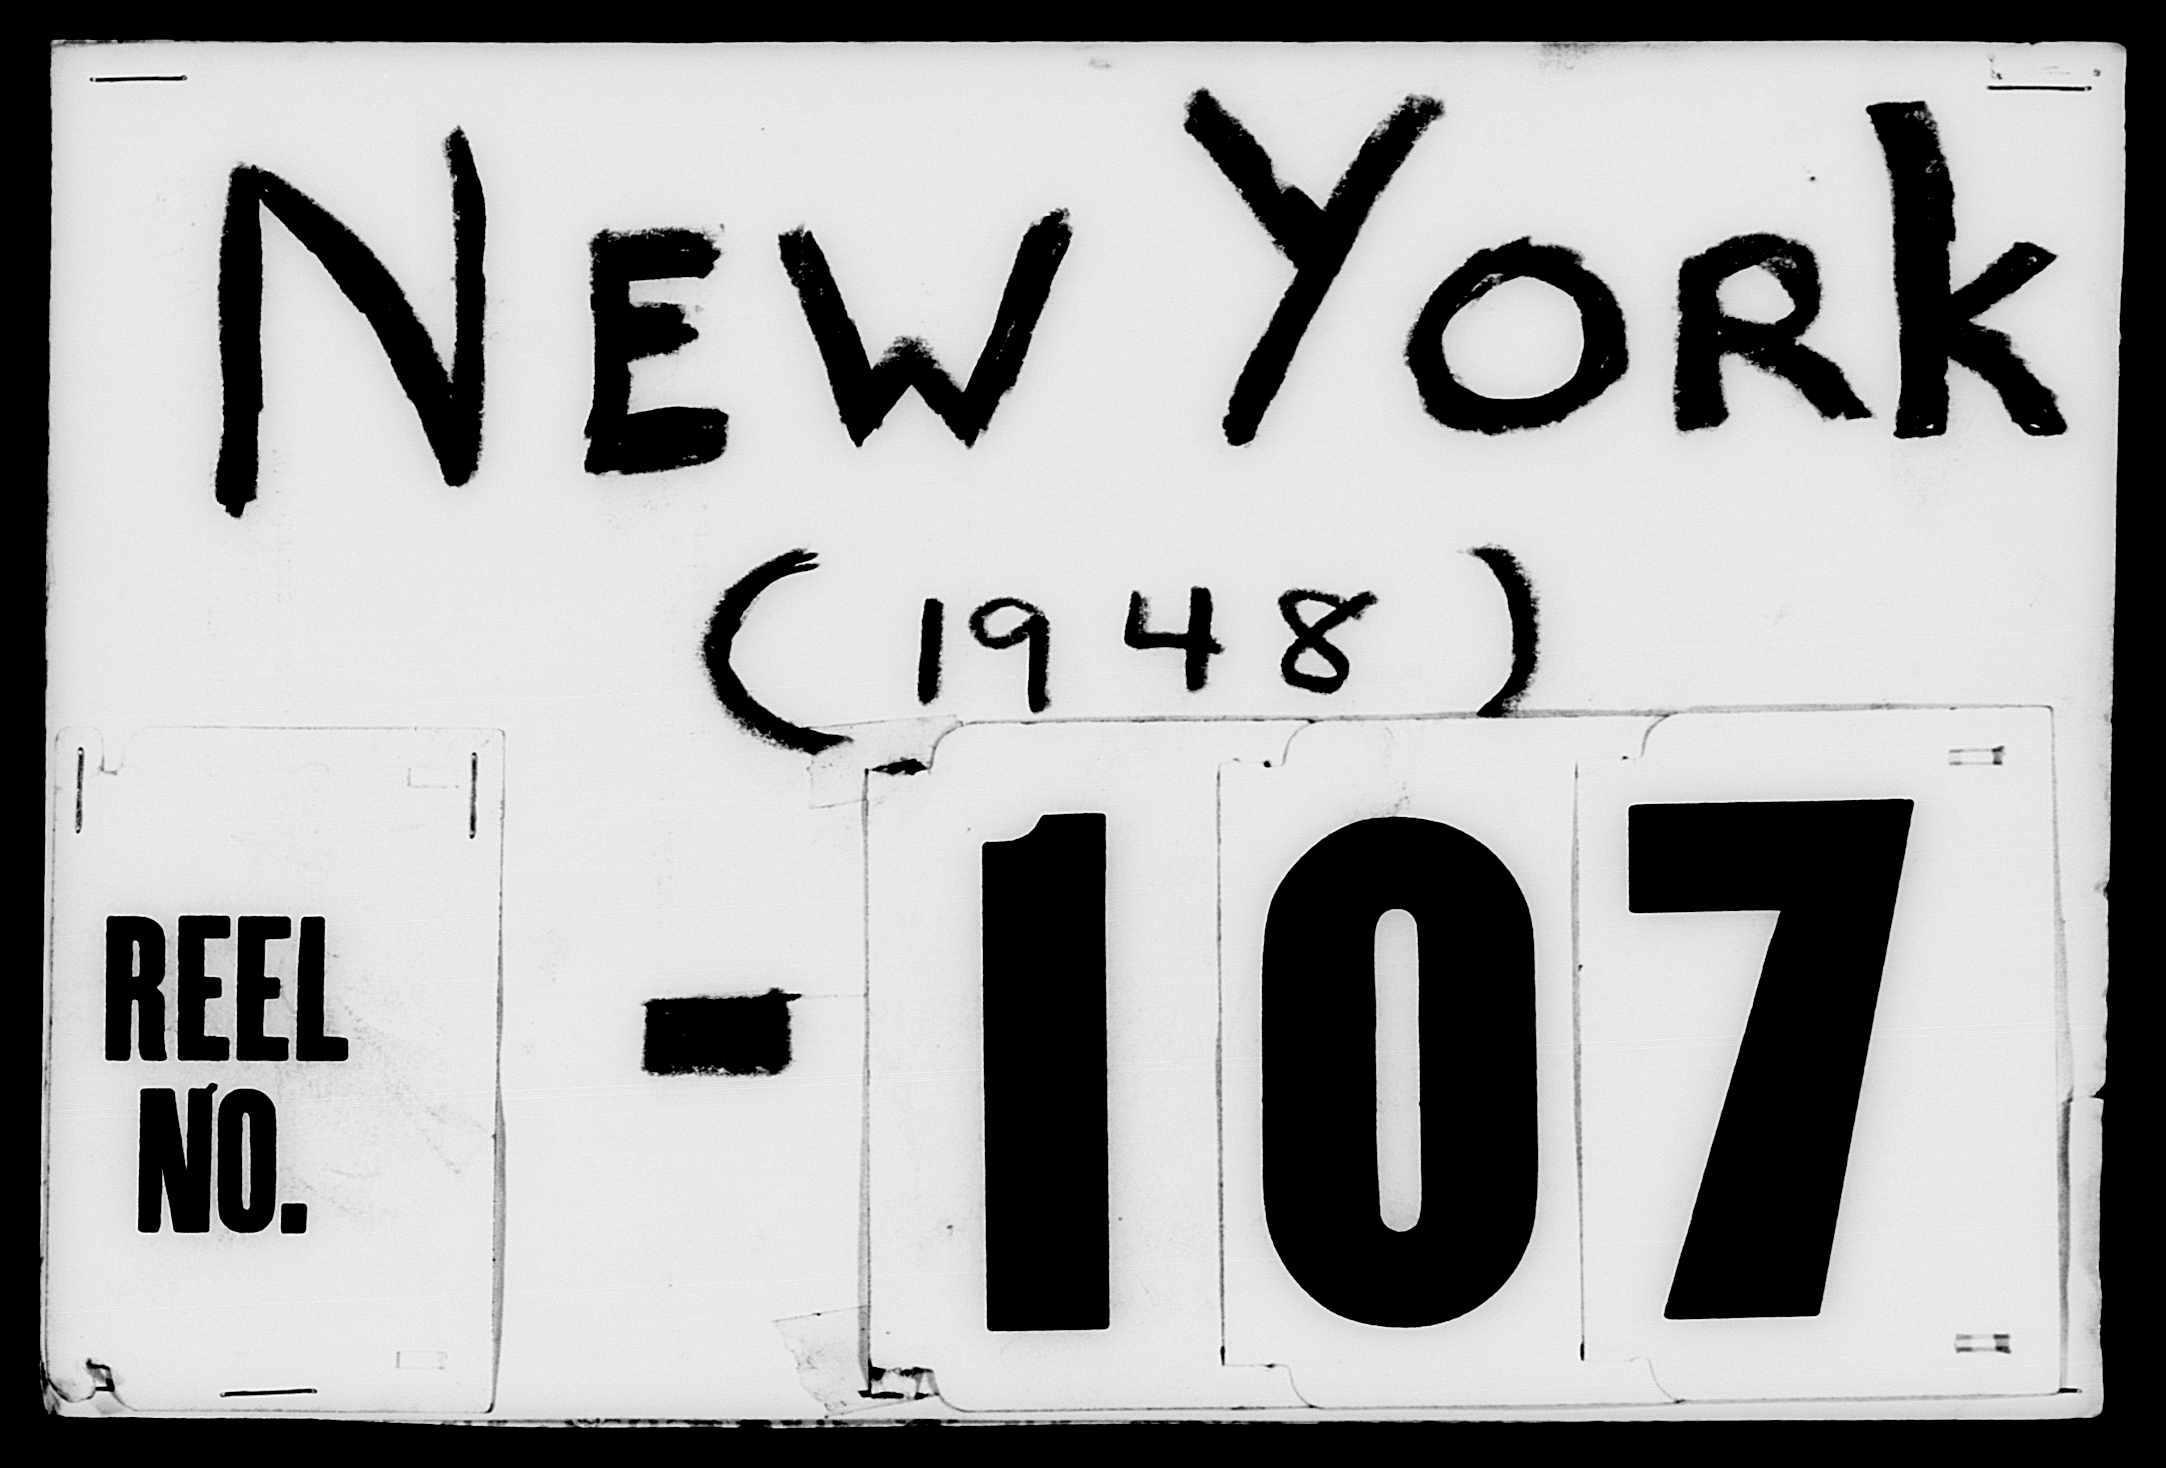 NEW YORK
(1948)
REEL
NO.
- 107